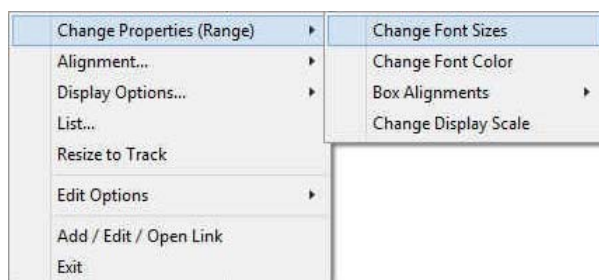 Change Properties (Range)
Alignment...
Display Options...
List...
Resize to Track
Edit Options
Add / Edit / Open Link
Exit
Change Font Sizes
Change Font Color
Box Alignments
Change Display Scale